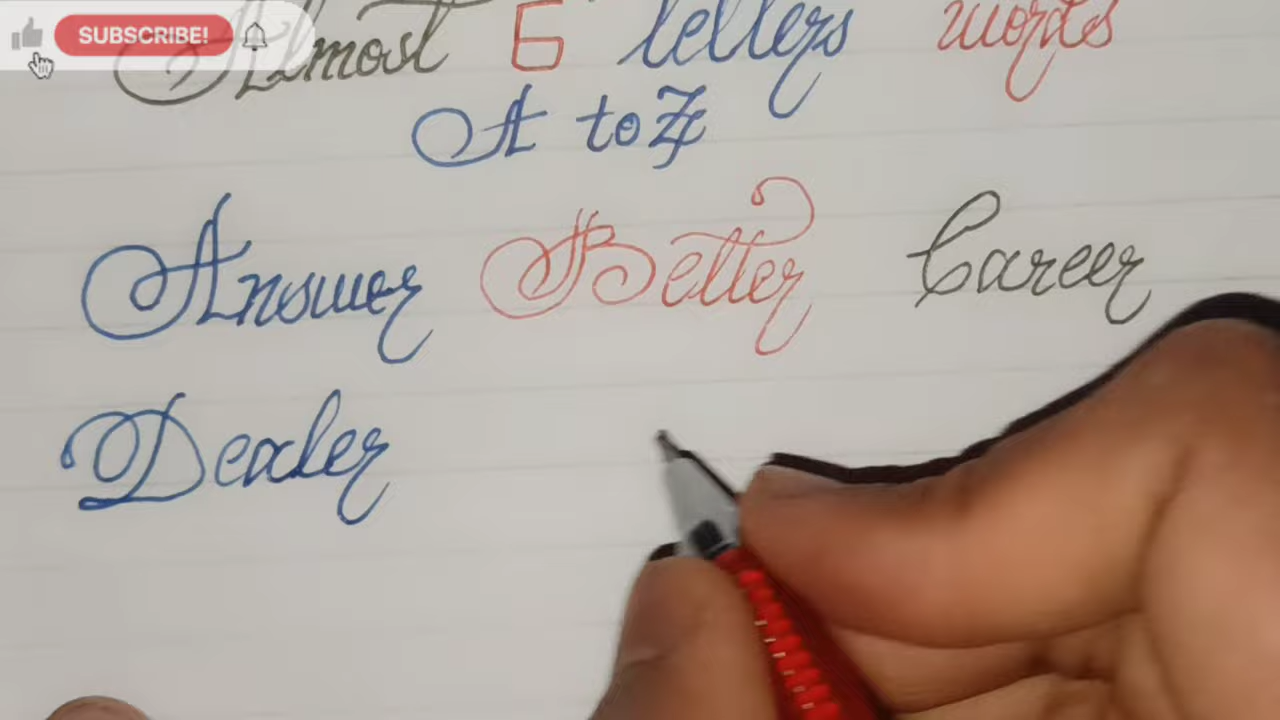 SUBSCRIBE!
Almost 6 letters words
A to Z
Answer Better Career
Dealer